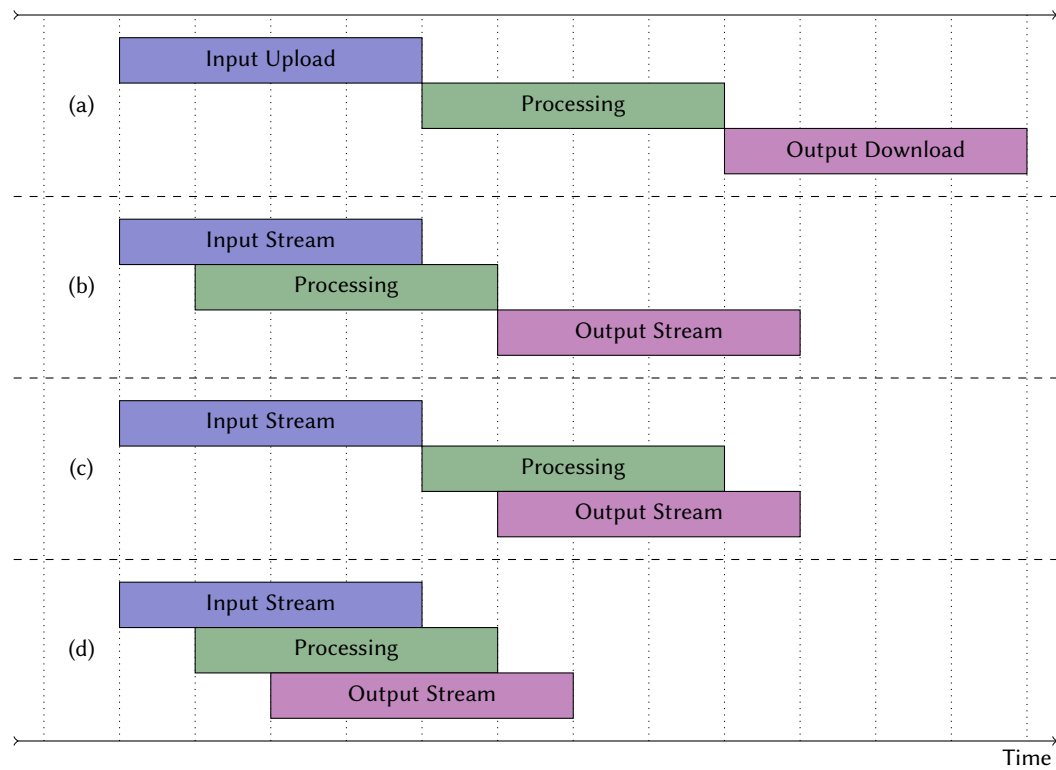 Input Upload
(a)
Processing
Output Download
Input Stream
(b)
Processing
Output Stream
Input Stream
(c)
Processing
Output Stream
Input Stream
(d)
Processing
Output Stream
Time